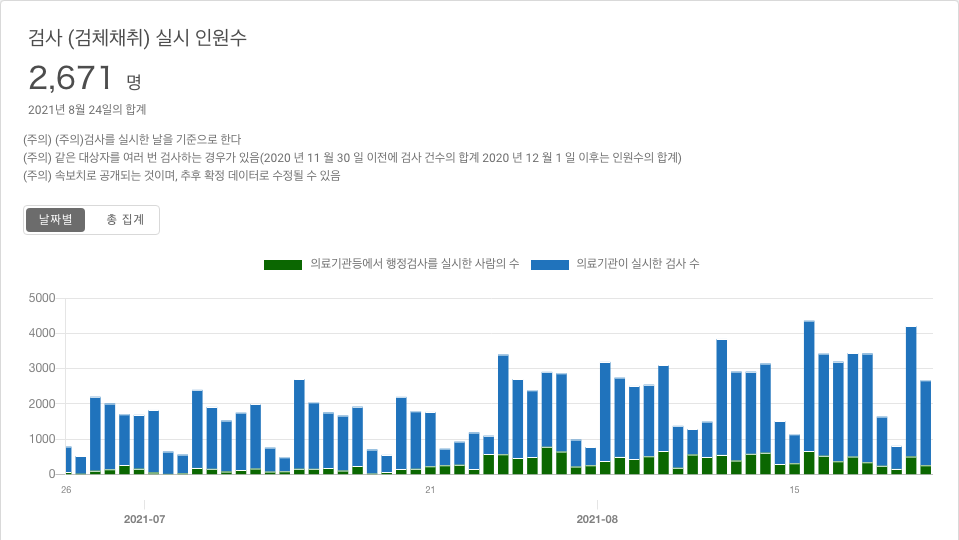 검사 (검체채취) 실시 인원수
2,671 명
2021년 8월 24일의 합계
(주의) (주의)검사를 실시한 날을 기준으로 한다
(주의) 같은 대상자를 여러 번 검사하는 경우가 있음(2020 년 11 월 30 일 이전에 검사 건수의 합계 2020 년 12 월 1 일 이후는 인원수의 합계)
(주의) 속보치로 공개되는 것이며, 추후 확정 데이터로 수정될 수 있음
날짜별 총 집계
의료기관등에서 행정검사를 실시한 사람의 수 의료기관이 실시한 검사 수
5000
4000
3000
2000
1000
0
26 21 15
2021-07 2021-08